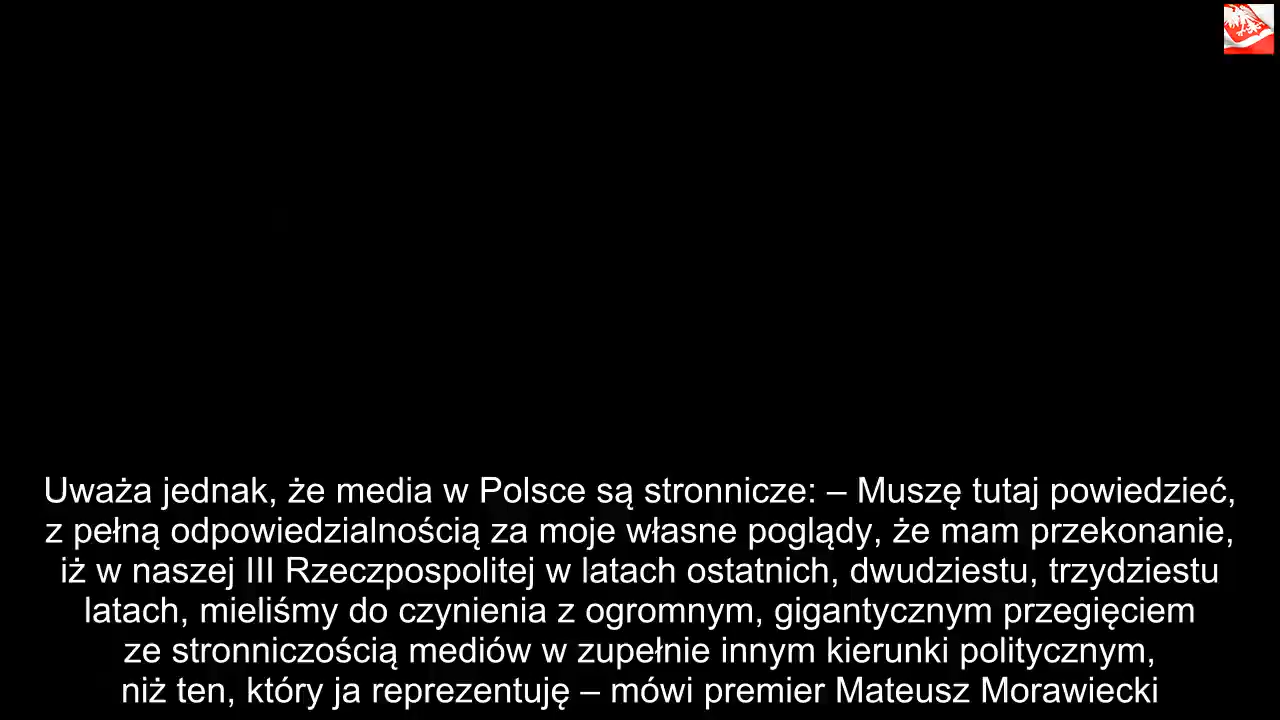 Uważa jednak, że media w Polsce są stronnicze: – Muszę tutaj powiedzieć,
z pełną odpowiedzialnością za moje własne poglądy, że mam przekonanie,
iż w naszej III Rzeczpospolitej w latach ostatnich, dwudziestu, trzydziestu
latach, mieliśmy do czynienia z ogromnym, gigantycznym przegięciem
ze stronniczością mediów w zupełnie innym kierunki politycznym,
niż ten, który ja reprezentuję – mówi premier Mateusz Morawiecki